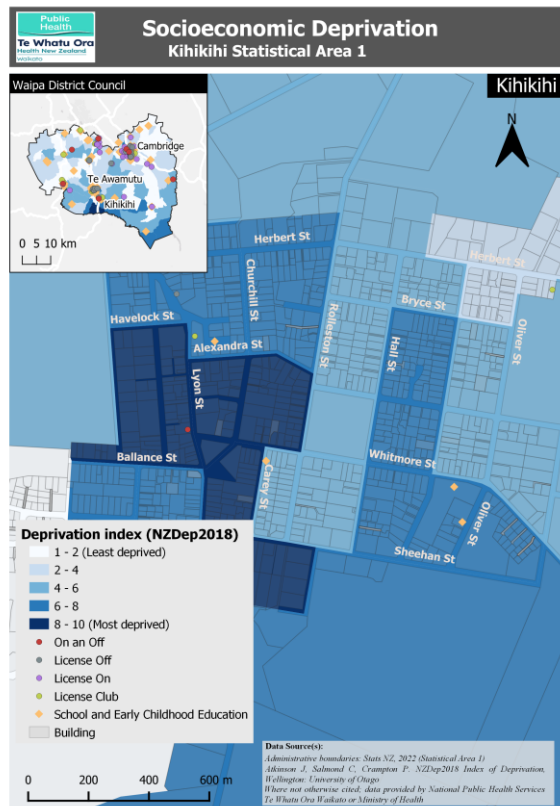 Public
Health
Te Whatu Ora
Health New Zealand
Waikato
Socioeconomic Deprivation
Kihikihi Statistical Area 1
Waipa District Council
Cambridge
Te Awamutu
Kihikihi
0 5 10 km
Kihikihi
N
Herbert St
Herbert St
Churchill St
Rolleston St
Bryce St
Oliver St
Havelock St
Alexandra St
Hall St
Lyon St
Ballance St
Carey St
Whitmore St
Oliver St
Sheehan St
Deprivation index (NZDep2018)
1 - 2 (Least deprived)
2 - 4
4 - 6
6 - 8
8 - 10 (Most deprived)
On an Off
License Off
License On
License Club
School and Early Childhood Education
Building
0 200 400 600 m
Data Source(s):
Administrative boundaries: Stats NZ, 2022 (Statistical Area 1)
Atkinson J, Salmond C, Crampton P. NZDep2018 Index of Deprivation,
Wellington: University of Otago
Where not otherwise cited; data provided by National Public Health Services
Te Whatu Ora Waikato or Ministry of Health